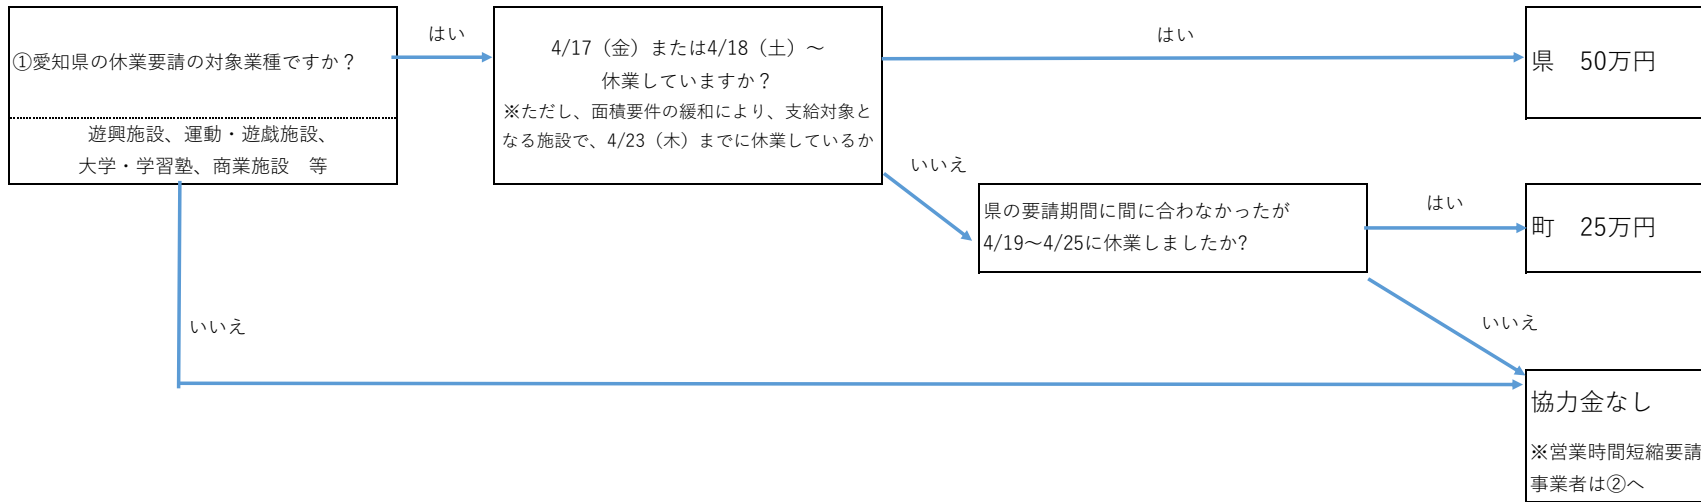 ①愛知県の休業要請の対象業種ですか？
遊興施設、運動・遊戯施設、
大学・学習塾、商業施設　等
はい
4/17（金）または4/18（土）～
休業していますか？
※ただし、面積要件の緩和により、支給対象と
なる施設で、4/23（木）までに休業しているか
はい
県　50万円
いいえ
県の要請期間に間に合わなかったが
4/19～4/25に休業しましたか?
はい
町　25万円
いいえ
いいえ
協力金なし
※営業時間短縮要請
事業者は②へ